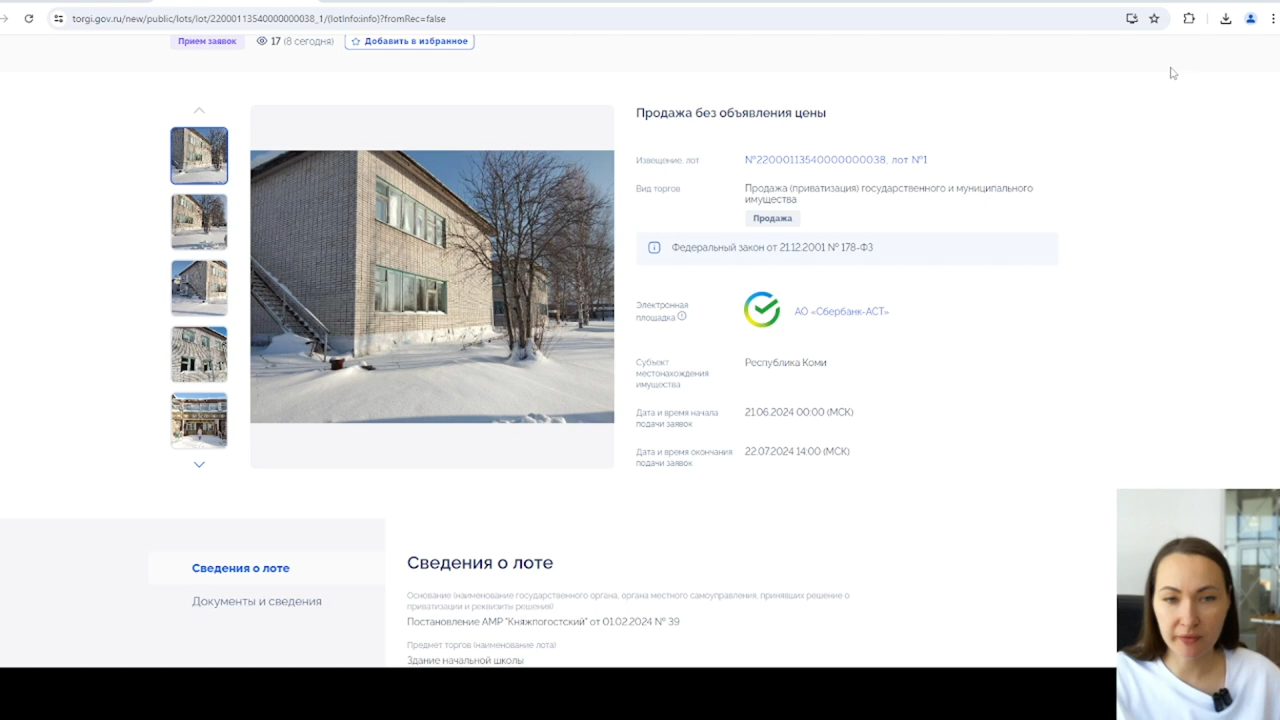 torgi.gov.ru/new/public/lots/lot/22000113540000000038_1/(lotInfo:info)?fromRec=false
Прием заявок
17 (8 сегодня)
Добавить в избранное
Продажа без объявления цены
Извещение, лот
№22000113540000000038, лот №1
Вид торгов
Продажа (приватизация) государственного и муниципального
имущества
Продажа
Федеральный закон от 21.12.2001 № 178-ФЗ
Электронная
площадка
АО «Сбербанк-АСТ»
Субъект
местонахождения
имущества
Республика Коми
Дата и время начала
подачи заявок
21.06.2024 00:00 (МСК)
Дата и время окончания
подачи заявок
22.07.2024 14:00 (МСК)
Сведения о лоте
Документы и сведения
Сведения о лоте
Основание (наименование государственного органа, органа местного самоуправления, принявших решение о
приватизации и реквизиты решения)
Постановление АМР "Княжпогостский" от 01.02.2024 № 39
Предмет торгов (наименование лота)
Здание начальной школы